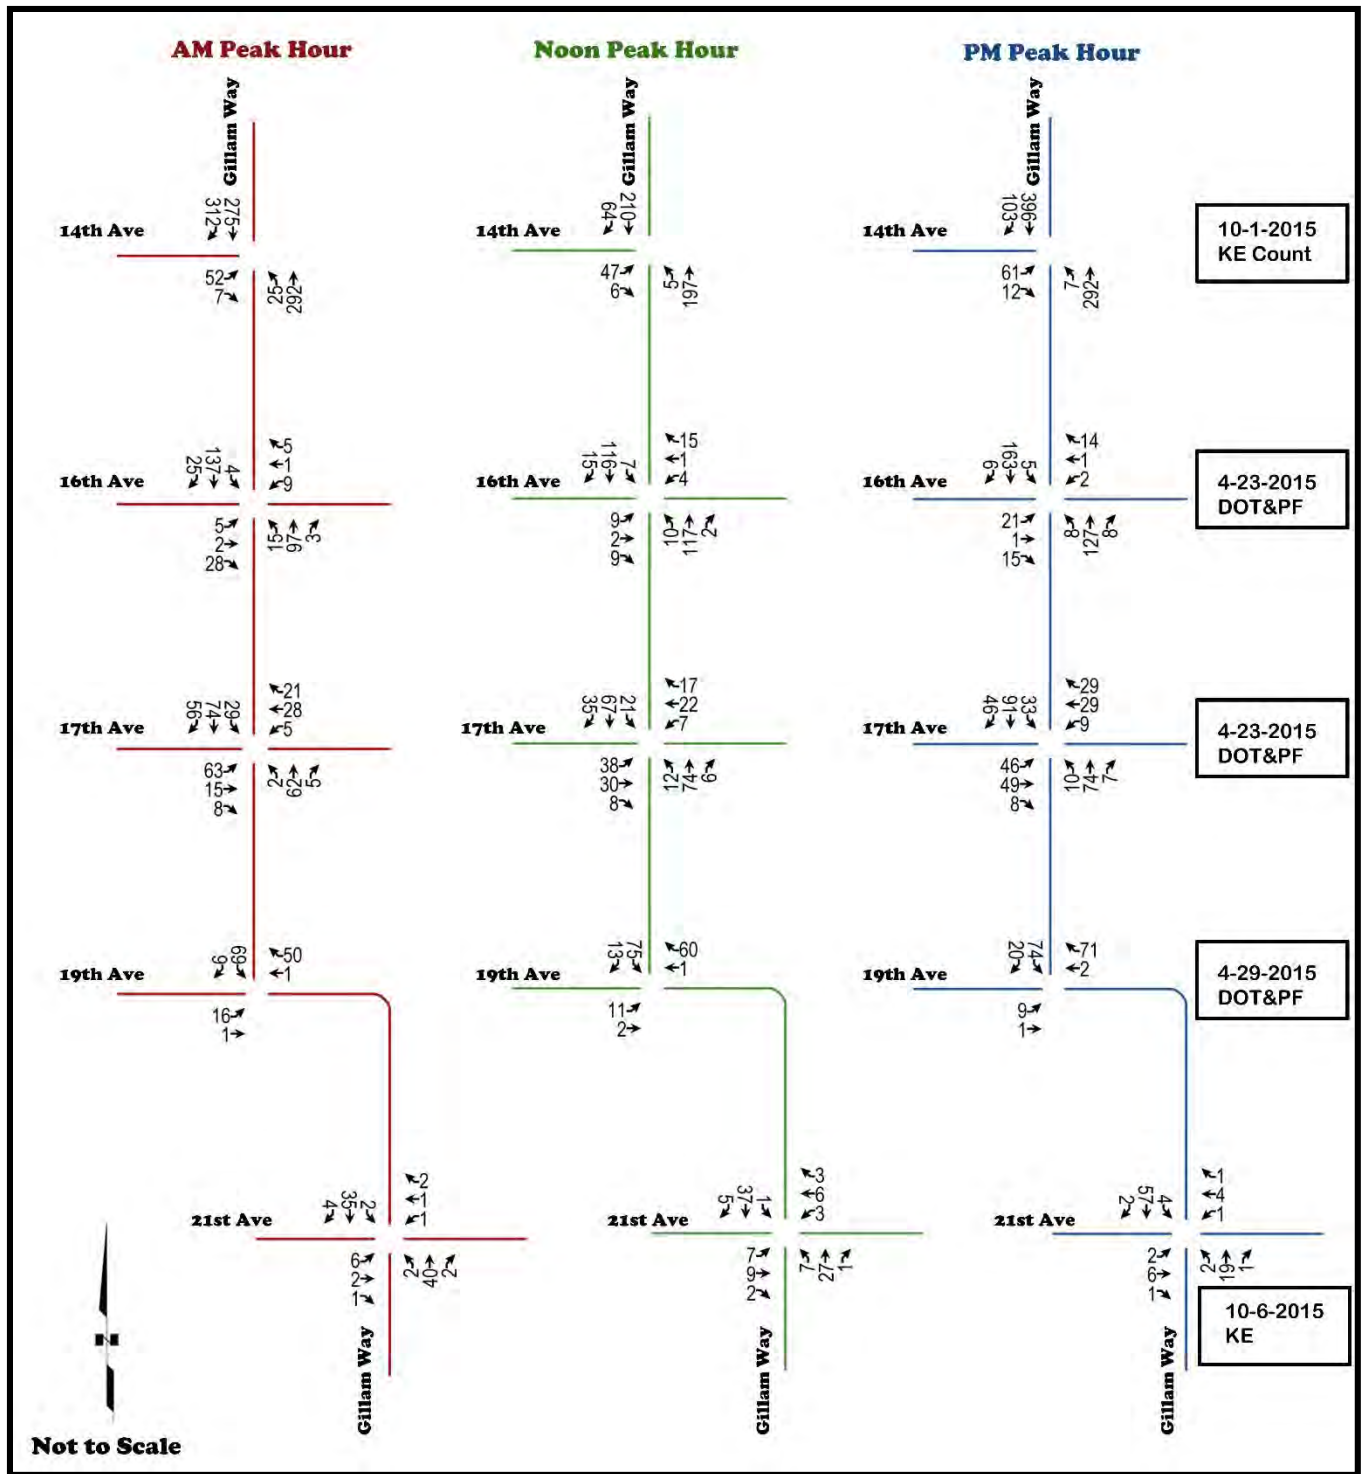 AM Peak Hour
Noon Peak Hour
PM Peak Hour
Gillam Way
Gillam Way
Gillam Way
312 275
64 210
103 396
14th Ave
14th Ave
14th Ave
10-1-2015
KE Count
52
7
25 292
47
6
5
61
12
7 292
25 137 4
5
1
9
15 116 7
15
1
4
9 163 5
14
1
2
16th Ave
16th Ave
16th Ave
4-23-2015
DOT&PF
5
2
28
15 97 3
9
2
9
10 117 2
21
1
15
8 127 8
56 74 29
21
28
5
35 67 21
17
22
7
46 91 33
29
29
9
17th Ave
17th Ave
17th Ave
4-23-2015
DOT&PF
63
15
8
2 62 5
38
30
8
12 74 6
46
49
8
10 74 7
9 69
50
1
13 75
60
1
20 74
71
2
19th Ave
19th Ave
19th Ave
4-29-2015
DOT&PF
16
1
11
2
9
1
4 35 2
2
1
1
5 37 1
3
6
3
2 57 4
1
4
1
21st Ave
21st Ave
21st Ave
6
2
1
2 40 2
7
9
2
7 27 1
2
6
1
2 19 1
10-6-2015
KE
Gillam Way
Gillam Way
Gillam Way
Not to Scale